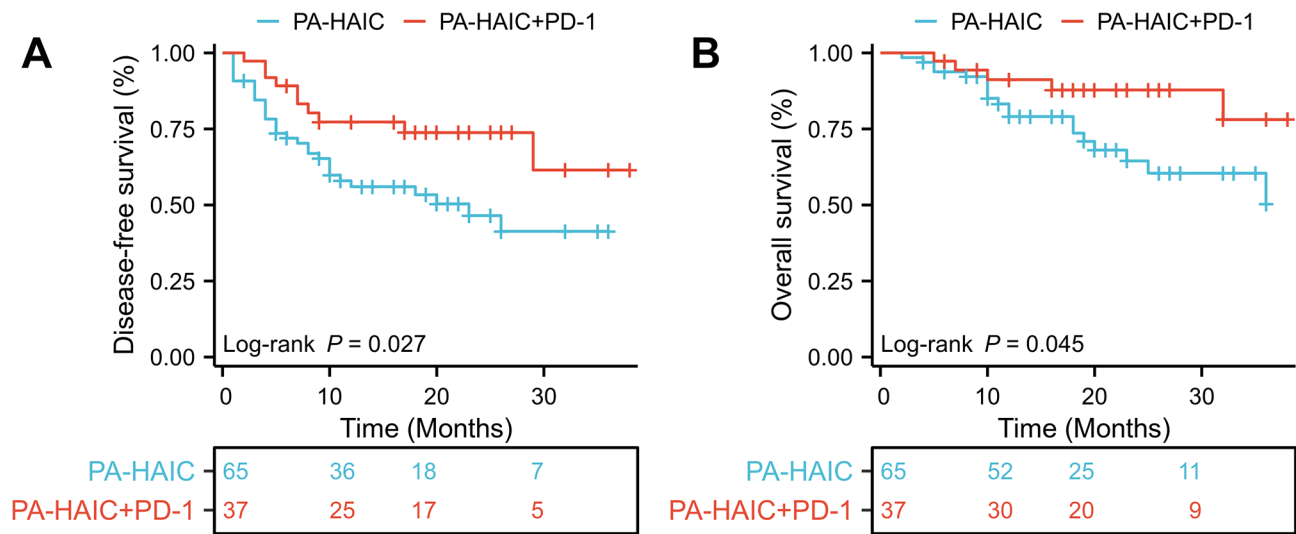 A
PA-HAIC PA-HAIC+PD-1
Disease-free survival (%)
1.00
0.75
0.50
0.25
0.00
Log-rank P = 0.027
0 10 20 30
Time (Months)
PA-HAIC 65 36 18 7
PA-HAIC+PD-1 37 25 17 5
B
PA-HAIC PA-HAIC+PD-1
Overall survival (%)
1.00
0.75
0.50
0.25
0.00
Log-rank P = 0.045
0 10 20 30
Time (Months)
PA-HAIC 65 52 25 11
PA-HAIC+PD-1 37 30 20 9